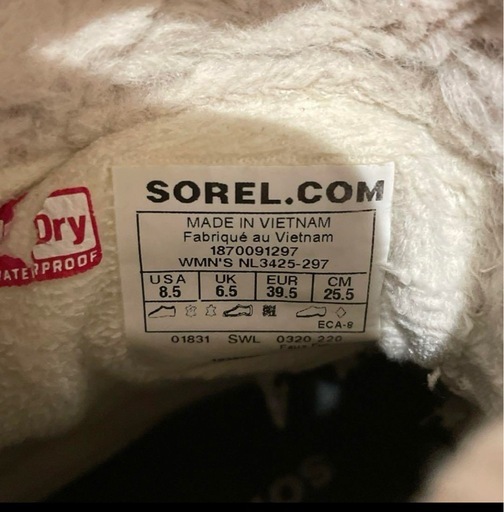 SOREL.COM
MADE IN VIETNAM
Fabriqué au Vietnam
1870091297
WMN'S NL3425-297
USA UK EUR CM
8.5 6.5 39.5 25.5
ECA-8
01831 SWL 0320 220
Dry
WATERPROOF